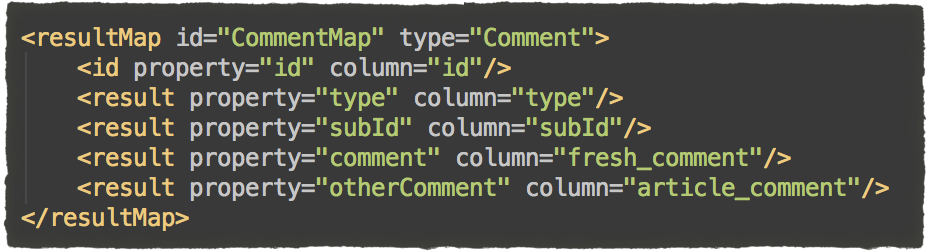 <resultMap id="CommentMap" type="Comment">
    <id property="id" column="id"/>
    <result property="type" column="type"/>
    <result property="subId" column="subId"/>
    <result property="comment" column="fresh_comment"/>
    <result property="otherComment" column="article_comment"/>
</resultMap>